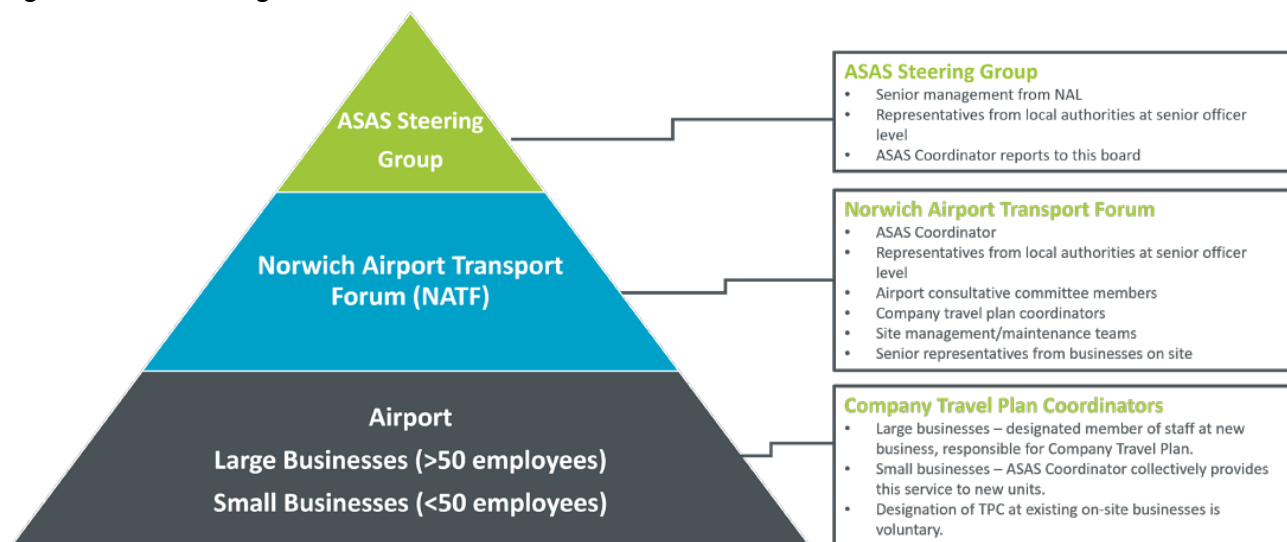 ASAS Steering
Group
Norwich Airport Transport
Forum (NATF)
Airport
Large Businesses (>50 employees)
Small Businesses (<50 employees)
ASAS Steering Group
• Senior management from NAL
• Representatives from local authorities at senior officer
level
• ASAS Coordinator reports to this board
Norwich Airport Transport Forum
• ASAS Coordinator
• Representatives from local authorities at senior officer
level
• Airport consultative committee members
• Company travel plan coordinators
• Site management/maintenance teams
• Senior representatives from businesses on site
Company Travel Plan Coordinators
• Large businesses – designated member of staff at new
business, responsible for Company Travel Plan.
• Small businesses – ASAS Coordinator collectively provides
this service to new units.
• Designation of TPC at existing on-site businesses is
voluntary.